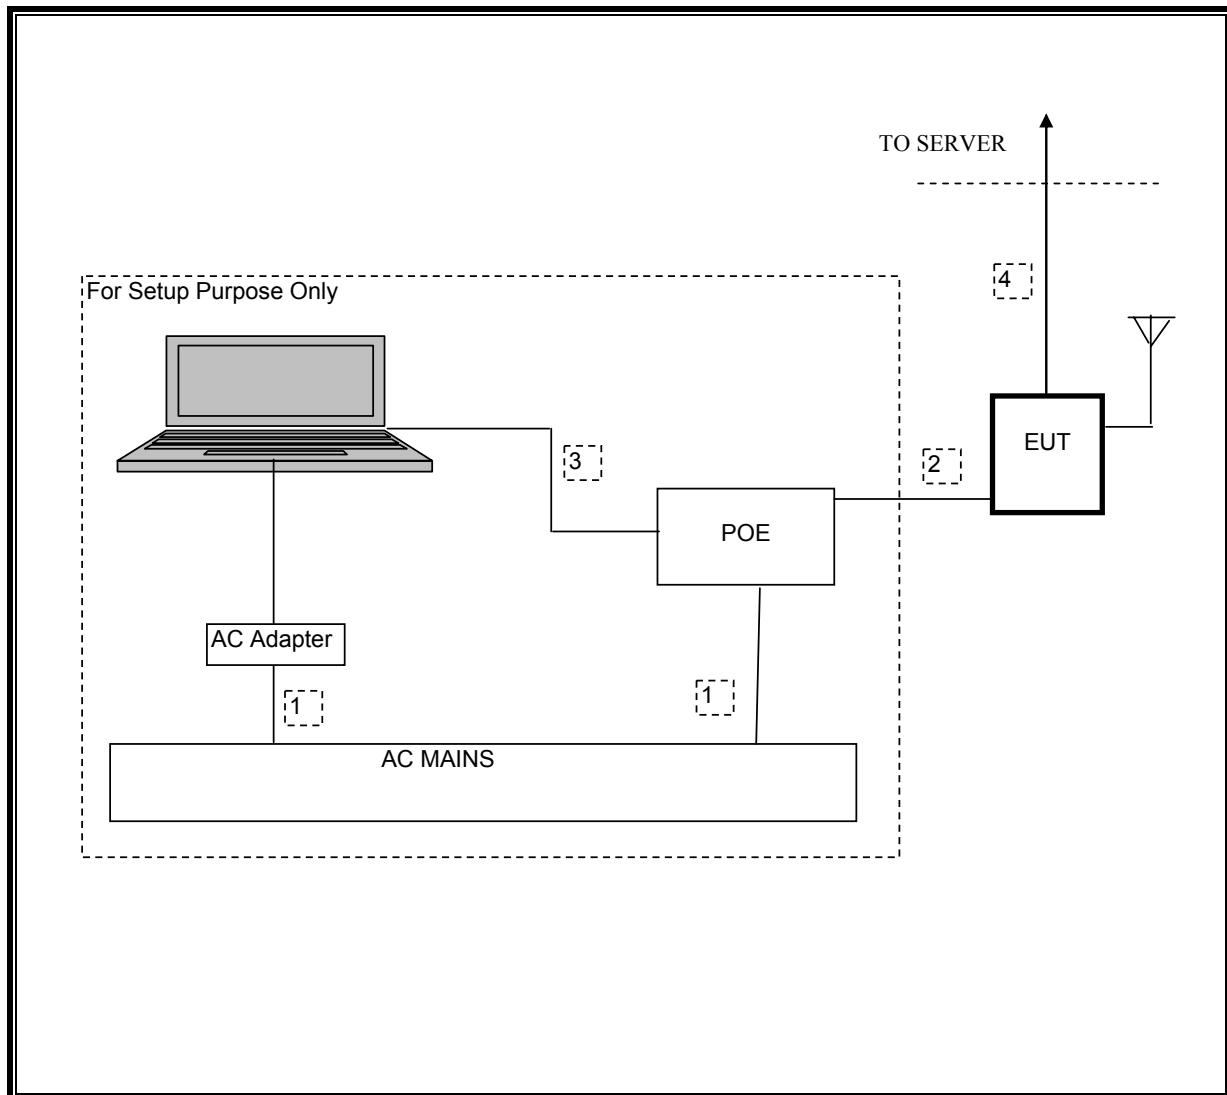 TO SERVER
4
For Setup Purpose Only
EUT
3
2
POE
AC Adapter
1
1
AC MAINS